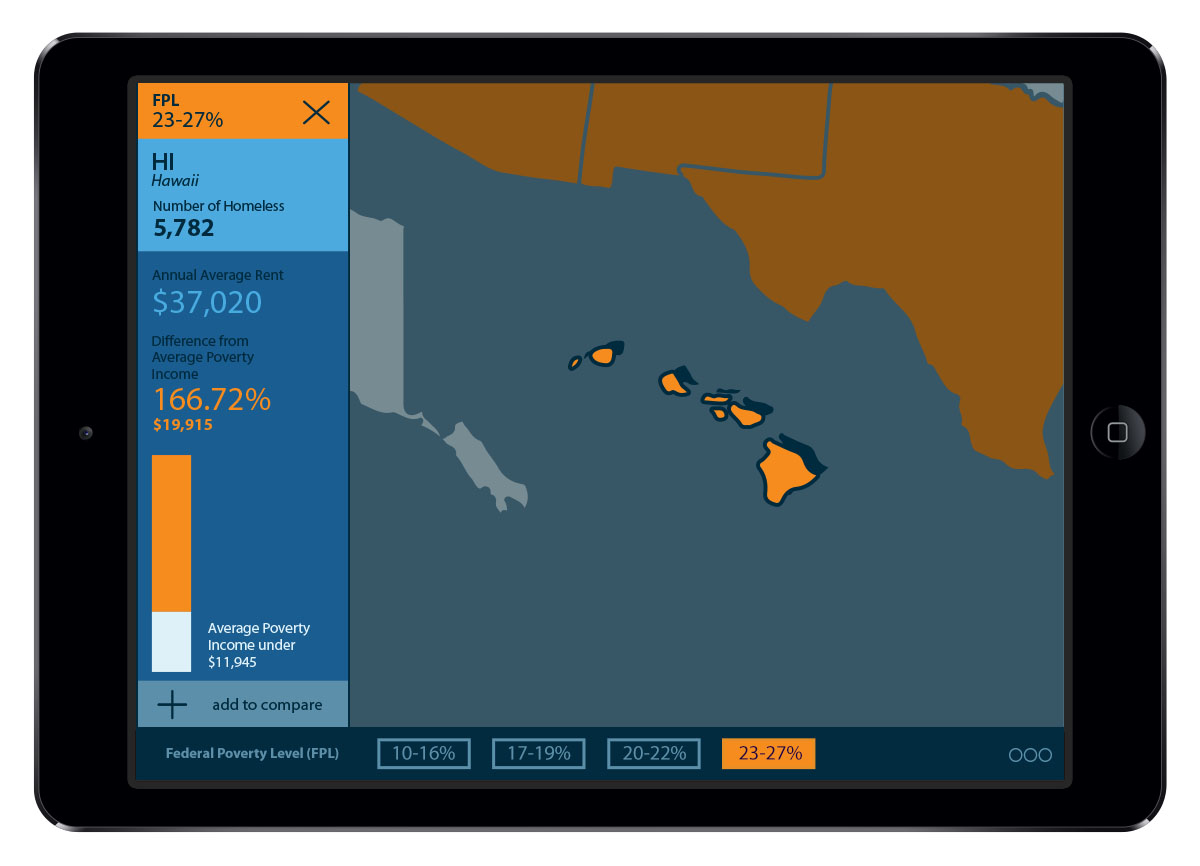 FPL
23-27%
HI
Hawaii
Number of Homeless
5,782
Annual Average Rent
$37,020
Difference from
Average Poverty
Income
166.72%
$19,915
Average Poverty
Income under
$11,945
add to compare
Federal Poverty Level (FPL)
10-16%
17-19%
20-22%
23-27%